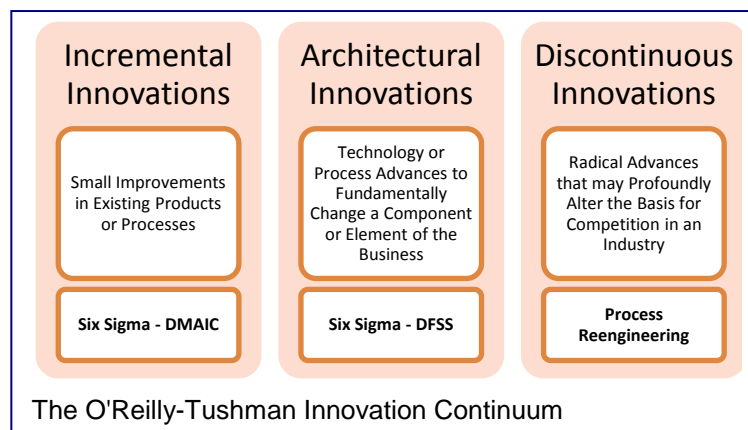 Incremental
Innovations
Small Improvements
in Existing Products
or Processes
Six Sigma - DMAIC
Architectural
Innovations
Technology or
Process Advances to
Fundamentally
Change a Component
or Element of the
Business
Six Sigma - DFSS
Discontinuous
Innovations
Radical Advances
that may Profoundly
Alter the Basis for
Competition in an
Industry
Process
Reengineering
The O'Reilly-Tushman Innovation Continuum